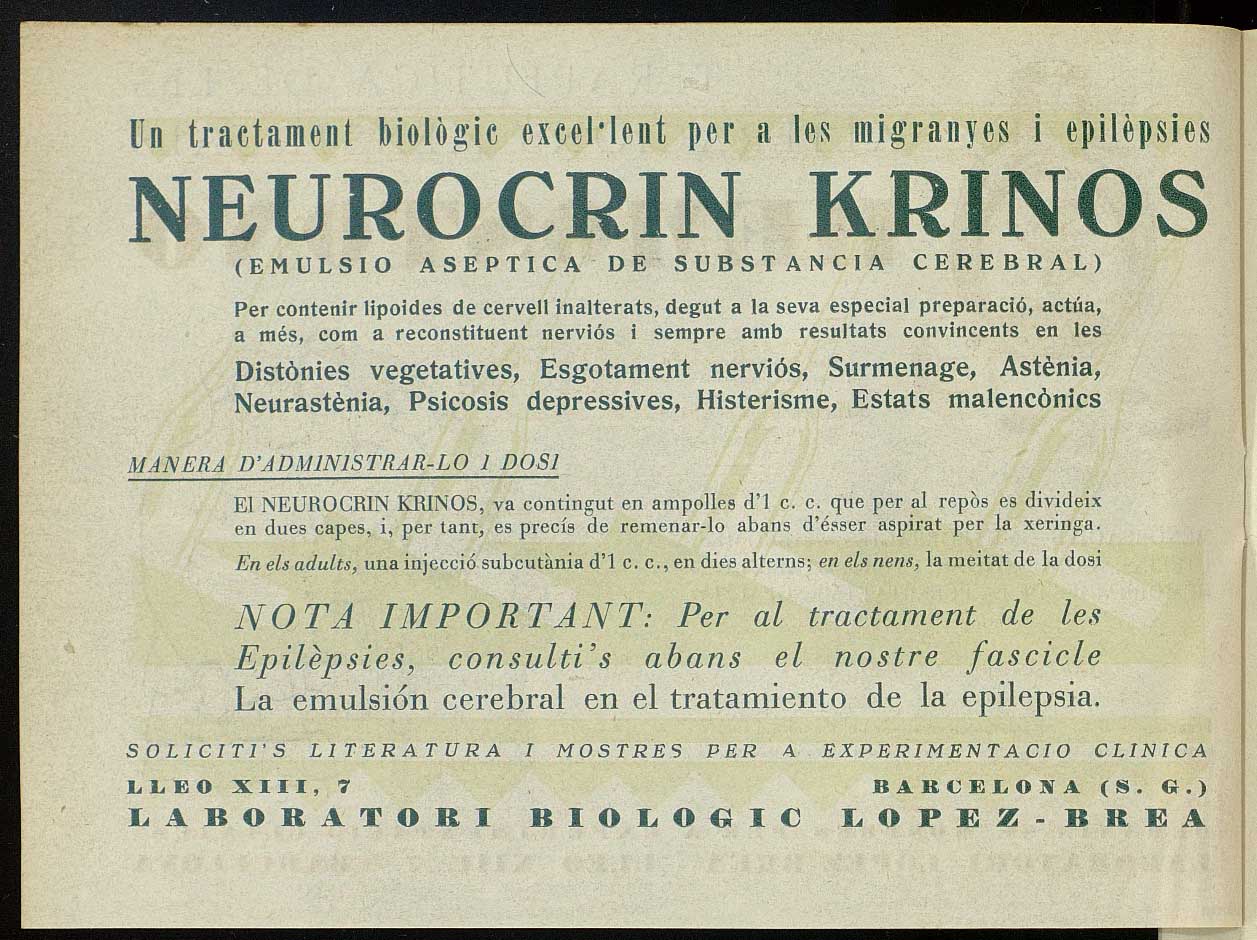 Un tractament biològic excel·lent per a les migranyes i epilèpsies
NEUROCRIN KRINOS
(EMULSIO ASEPTICA DE SUBSTANCIA CEREBRAL)
Per contenir lipoides de cervell inalterats, degut a la seva especial preparació, actúa,
a més, com a reconstituent nerviós i sempre amb resultats convincents en les
Distònies vegetatives, Esgotament nerviós, Surmenage, Astènia,
Neurastènia, Psicosis depressives, Histerisme, Estats malencònics
MANERA D'ADMINISTRAR-LO I DOSI
El NEUROCRIN KRINOS, va contingut en ampolles d'1 c. c. que per al repòs es divideix
en dues capes, i, per tant, es precís de remenar-lo abans d'ésser aspirat per la xeringa.
En els adults, una injecció subcutània d'1 c. c., en dies alterns; en els nens, la meitat de la dosi
NOTA IMPORTANT: Per al tractament de les
Epilèpsies, consulti's abans el nostre fascicle
La emulsión cerebral en el tratamiento de la epilepsia.
SOLICITI'S LITERATURA I MOSTRES PER A EXPERIMENTACIO CLINICA
LLEO XIII, 7 BARCELONA (S. G.)
LABORATORI BIOLOGIC LOPEZ-BREA